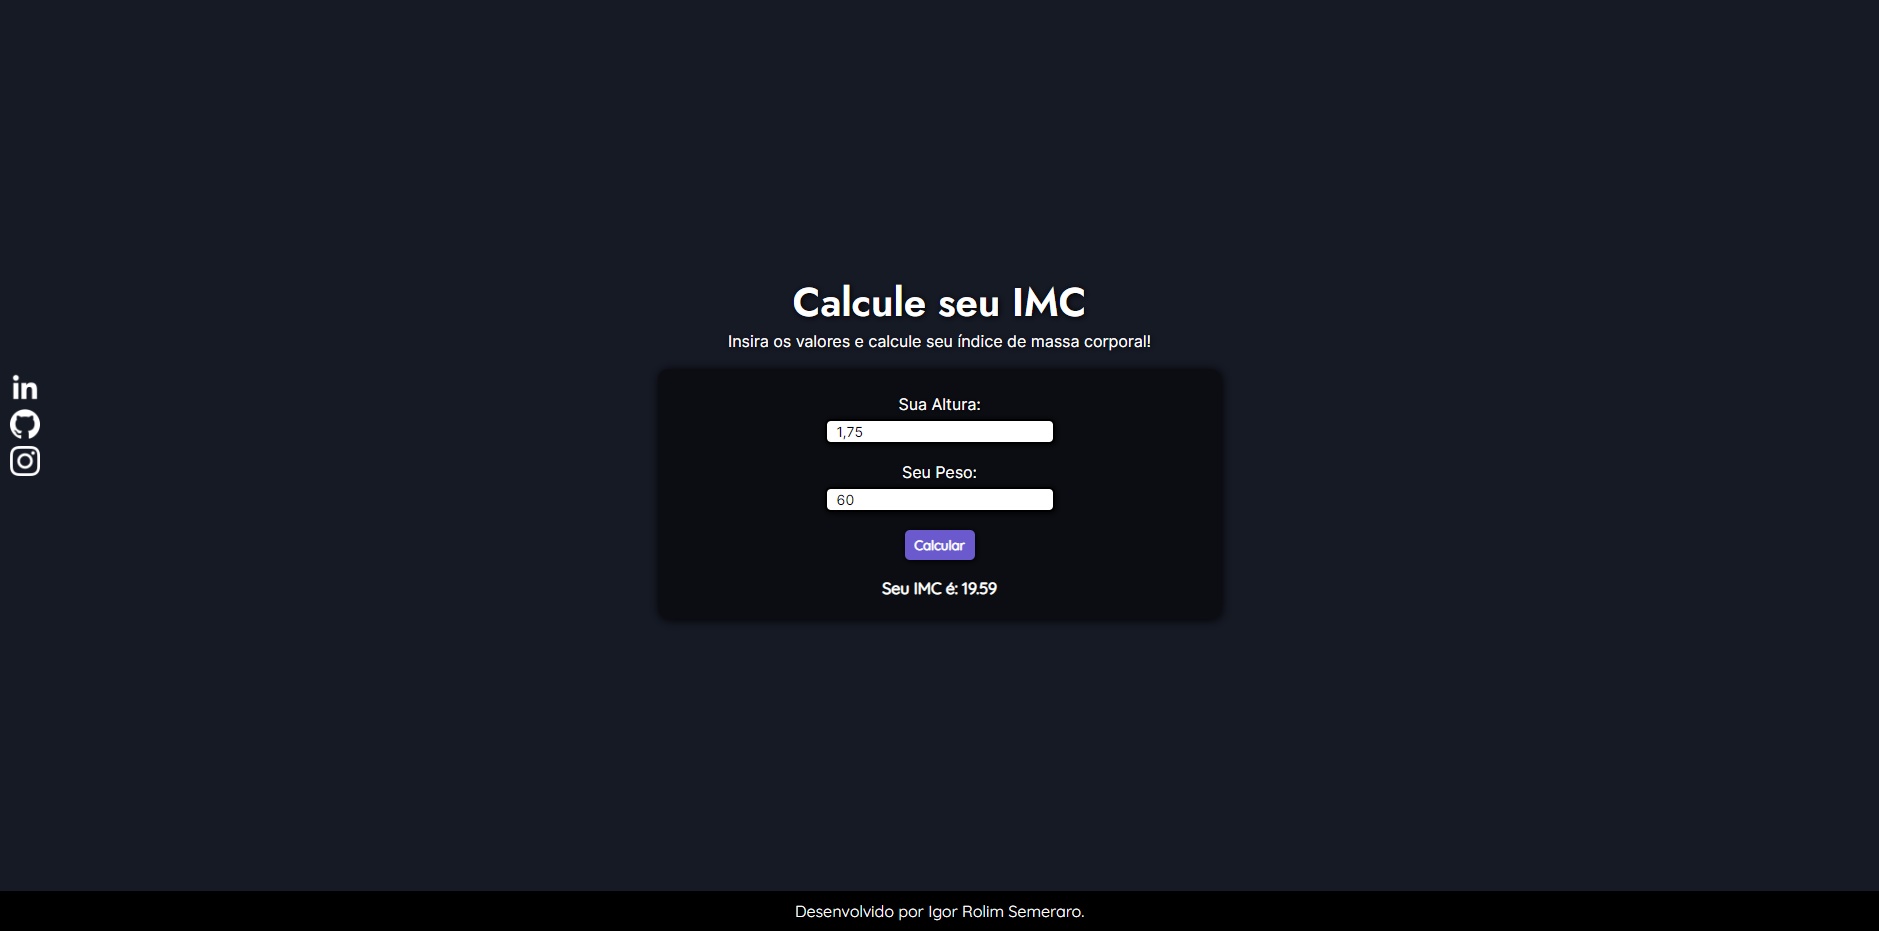 Calcule seu IMC
Insira os valores e calcule seu índice de massa corporal!
Sua Altura:
1,75
Seu Peso:
60
Calcular
Seu IMC é: 19.59
Desenvolvido por Igor Rolim Semeraro.